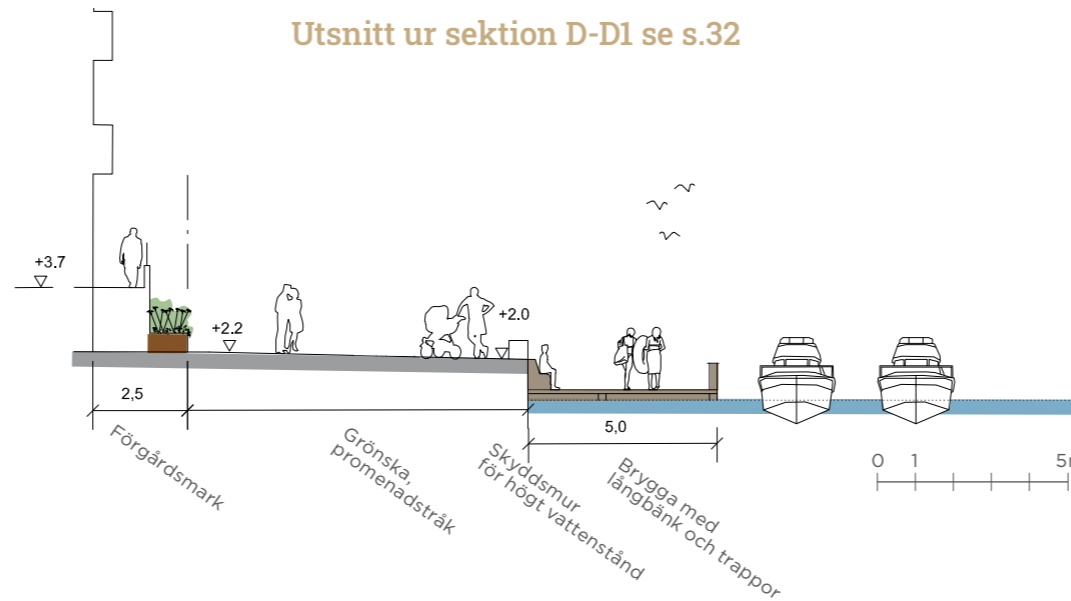 Utsnitt ur sektion D-D1 se s.32
+3.7
+2.2
+2.0
2,5
5,0
Förgårdsmark
Grönska,
promenadstråk
Skyddsmur
för högt vattenstånd
Brygga med
långbänk och trappor
0 1 5m